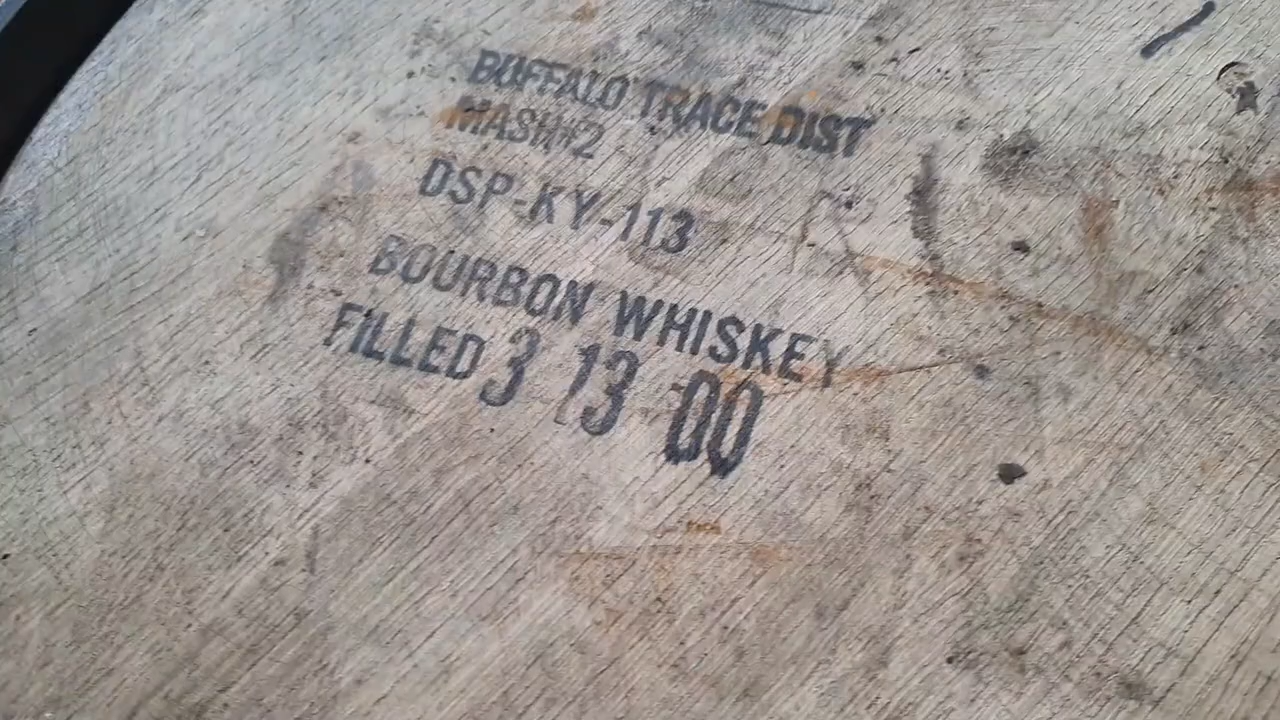 BUFFALO TRACE DIST
MASH#2
DSP-KY-113
BOURBON WHISKEY
FILLED 3 13 00